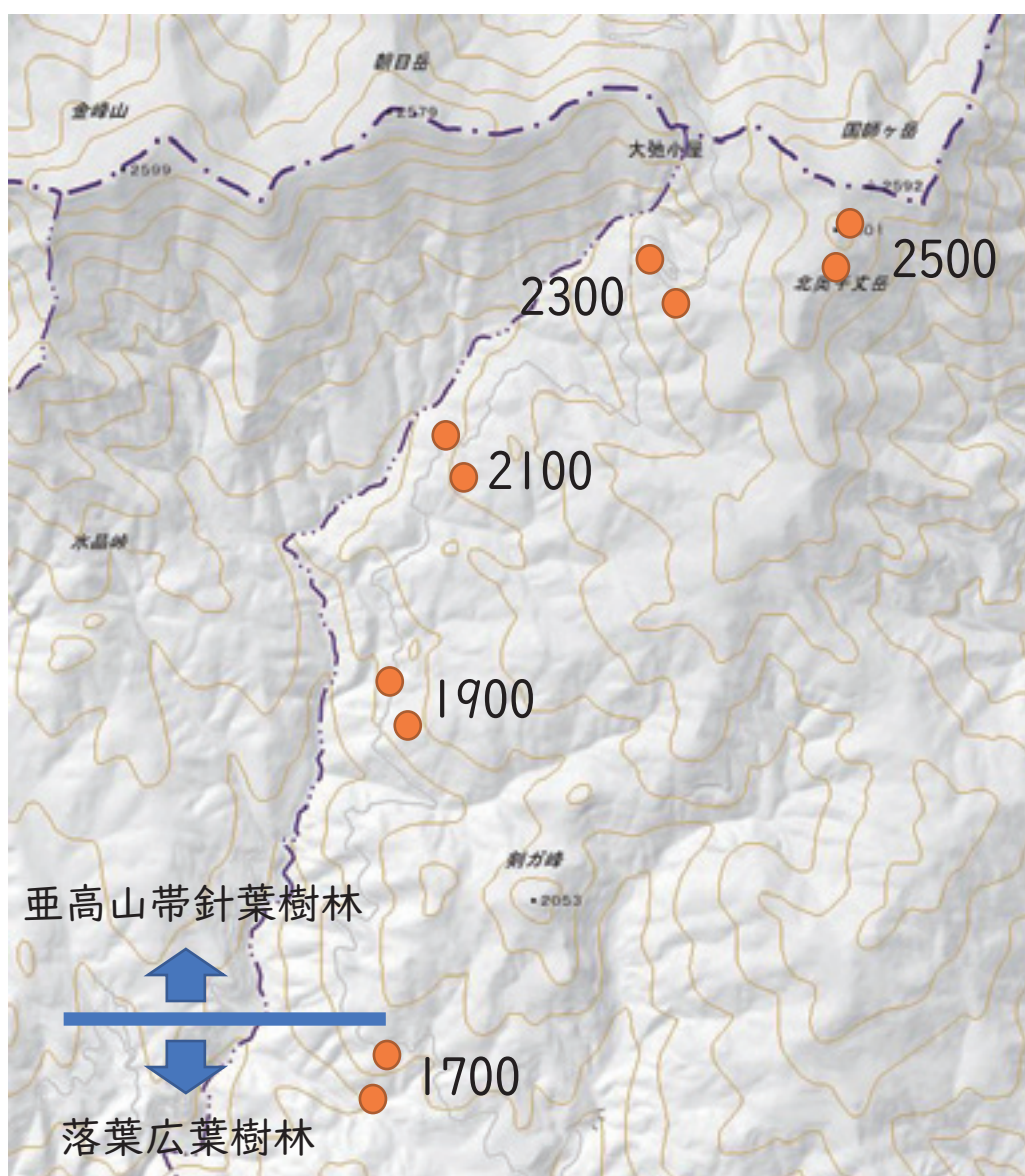 朝日岳
金峰山
2579
国師ヶ岳
大弛小屋
2599
2592
2500
北奥千丈岳
2300
2100
水晶峠
1900
剣ガ峰
亜高山帯針葉樹林
2053
1700
落葉広葉樹林